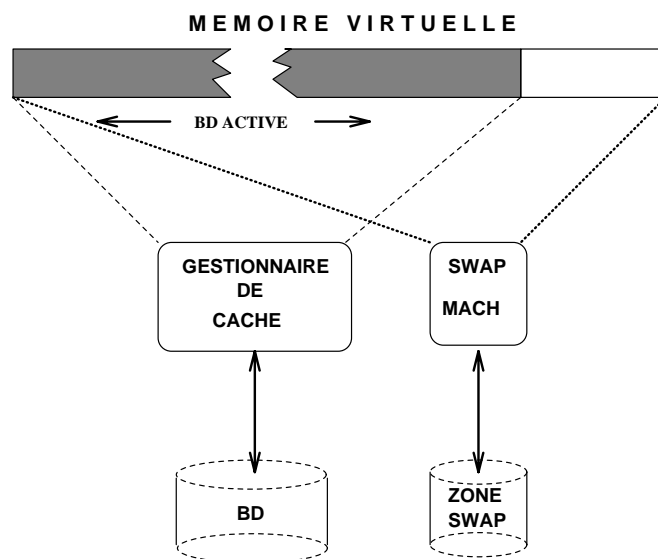 MEMOIRE VIRTUELLE
BD ACTIVE
GESTIONNAIRE
DE
CACHE
SWAP
MACH
BD
ZONE
SWAP